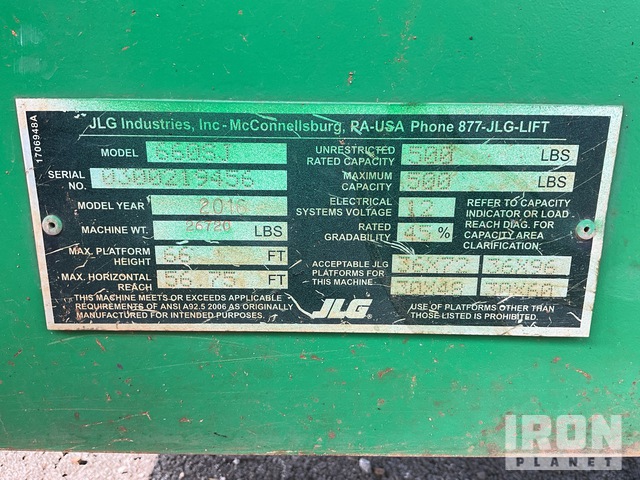 JLG Industries, Inc - McConnellsburg, PA-USA Phone 877-JLG-LIFT
1706948A
MODEL 660SJ
SERIAL NO. 0300219456
MODEL YEAR 2016
MACHINE WT. 26720 LBS
MAX. PLATFORM HEIGHT 66 FT
MAX. HORIZONTAL REACH 56.75 FT
THIS MACHINE MEETS OR EXCEEDS APPLICABLE
REQUIREMENTS OF ANSI A92.5 2006 AS ORIGINALLY
MANUFACTURED FOR INTENDED PURPOSES.
UNRESTRICTED RATED CAPACITY 500 LBS
MAXIMUM CAPACITY 500 LBS
ELECTRICAL SYSTEMS VOLTAGE 12
RATED GRADABILITY 45 %
REFER TO CAPACITY
INDICATOR OR LOAD
REACH DIAG. FOR
CAPACITY AREA
CLARIFICATION.
ACCEPTABLE JLG
PLATFORMS FOR
THIS MACHINE
36X72 36X96
30X48 30X60
JLG®
USE OF PLATFORMS OTHER THAN
THOSE LISTED IS PROHIBITED.
IRON
PLANET